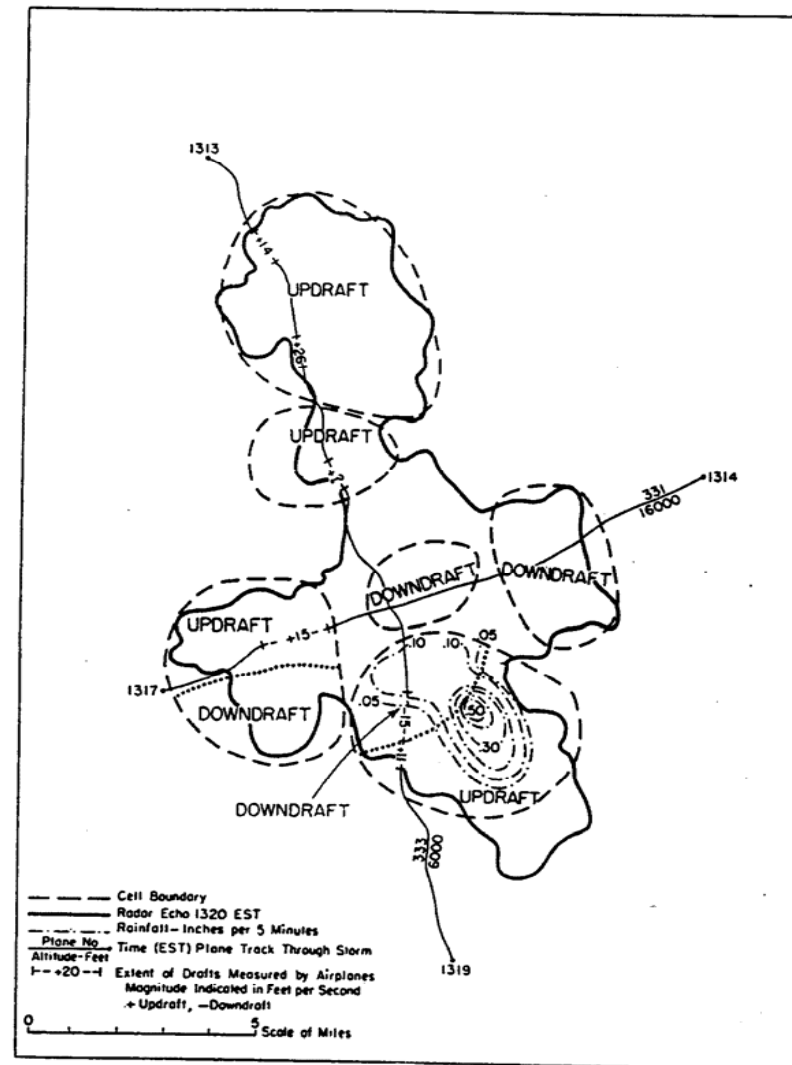 1313
+14
UPDRAFT
+26
UPDRAFT
331
16000
1314
DOWNDRAFT
DOWNDRAFT
UPDRAFT
+15
.10
.10
.05
1317
.05
DOWNDRAFT
.50
.30
UPDRAFT
DOWNDRAFT
333
6000
1319
Cell Boundary
Radar Echo 1320 EST
Rainfall-Inches per 5 Minutes
Plane No.
Altitude-Feet
Time (EST) Plane Track Through Storm
+20
Extent of Drafts Measured by Airplanes
Magnitude Indicated in Feet per Second
+ Updraft, -Downdraft
0
5
Scale of Miles